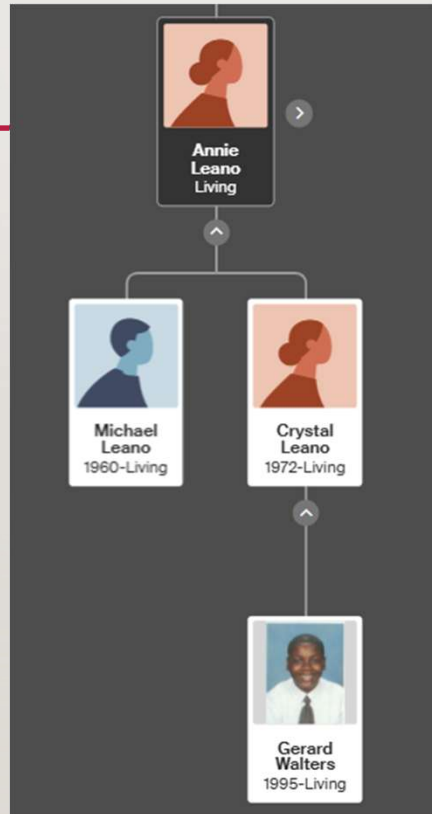 Annie
Leano
Living
Michael
Leano
1960-Living
Crystal
Leano
1972-Living
Gerard
Walters
1995-Living